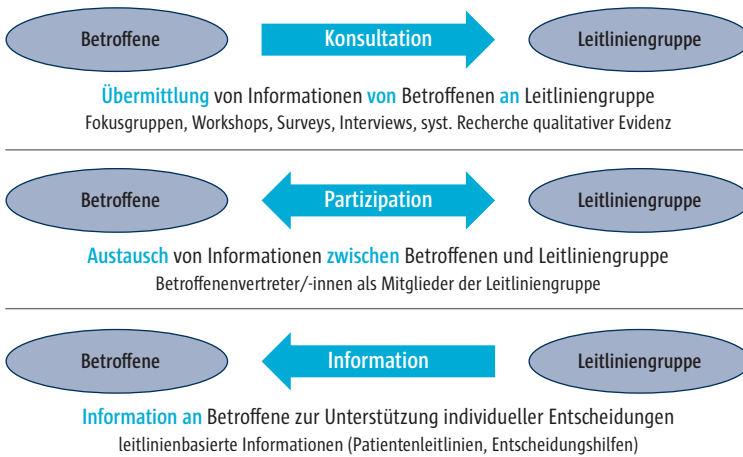 Betroffene Konsultation Leitliniengruppe
Übermittlung von Informationen von Betroffenen an Leitliniengruppe
Fokusgruppen, Workshops, Surveys, Interviews, syst. Recherche qualitativer Evidenz
Betroffene Partizipation Leitliniengruppe
Austausch von Informationen zwischen Betroffenen und Leitliniengruppe
Betroffenenvertreter/-innen als Mitglieder der Leitliniengruppe
Betroffene Information Leitliniengruppe
Information an Betroffene zur Unterstützung individueller Entscheidungen
leitlinienbasierte Informationen (Patientenleitlinien, Entscheidungshilfen)